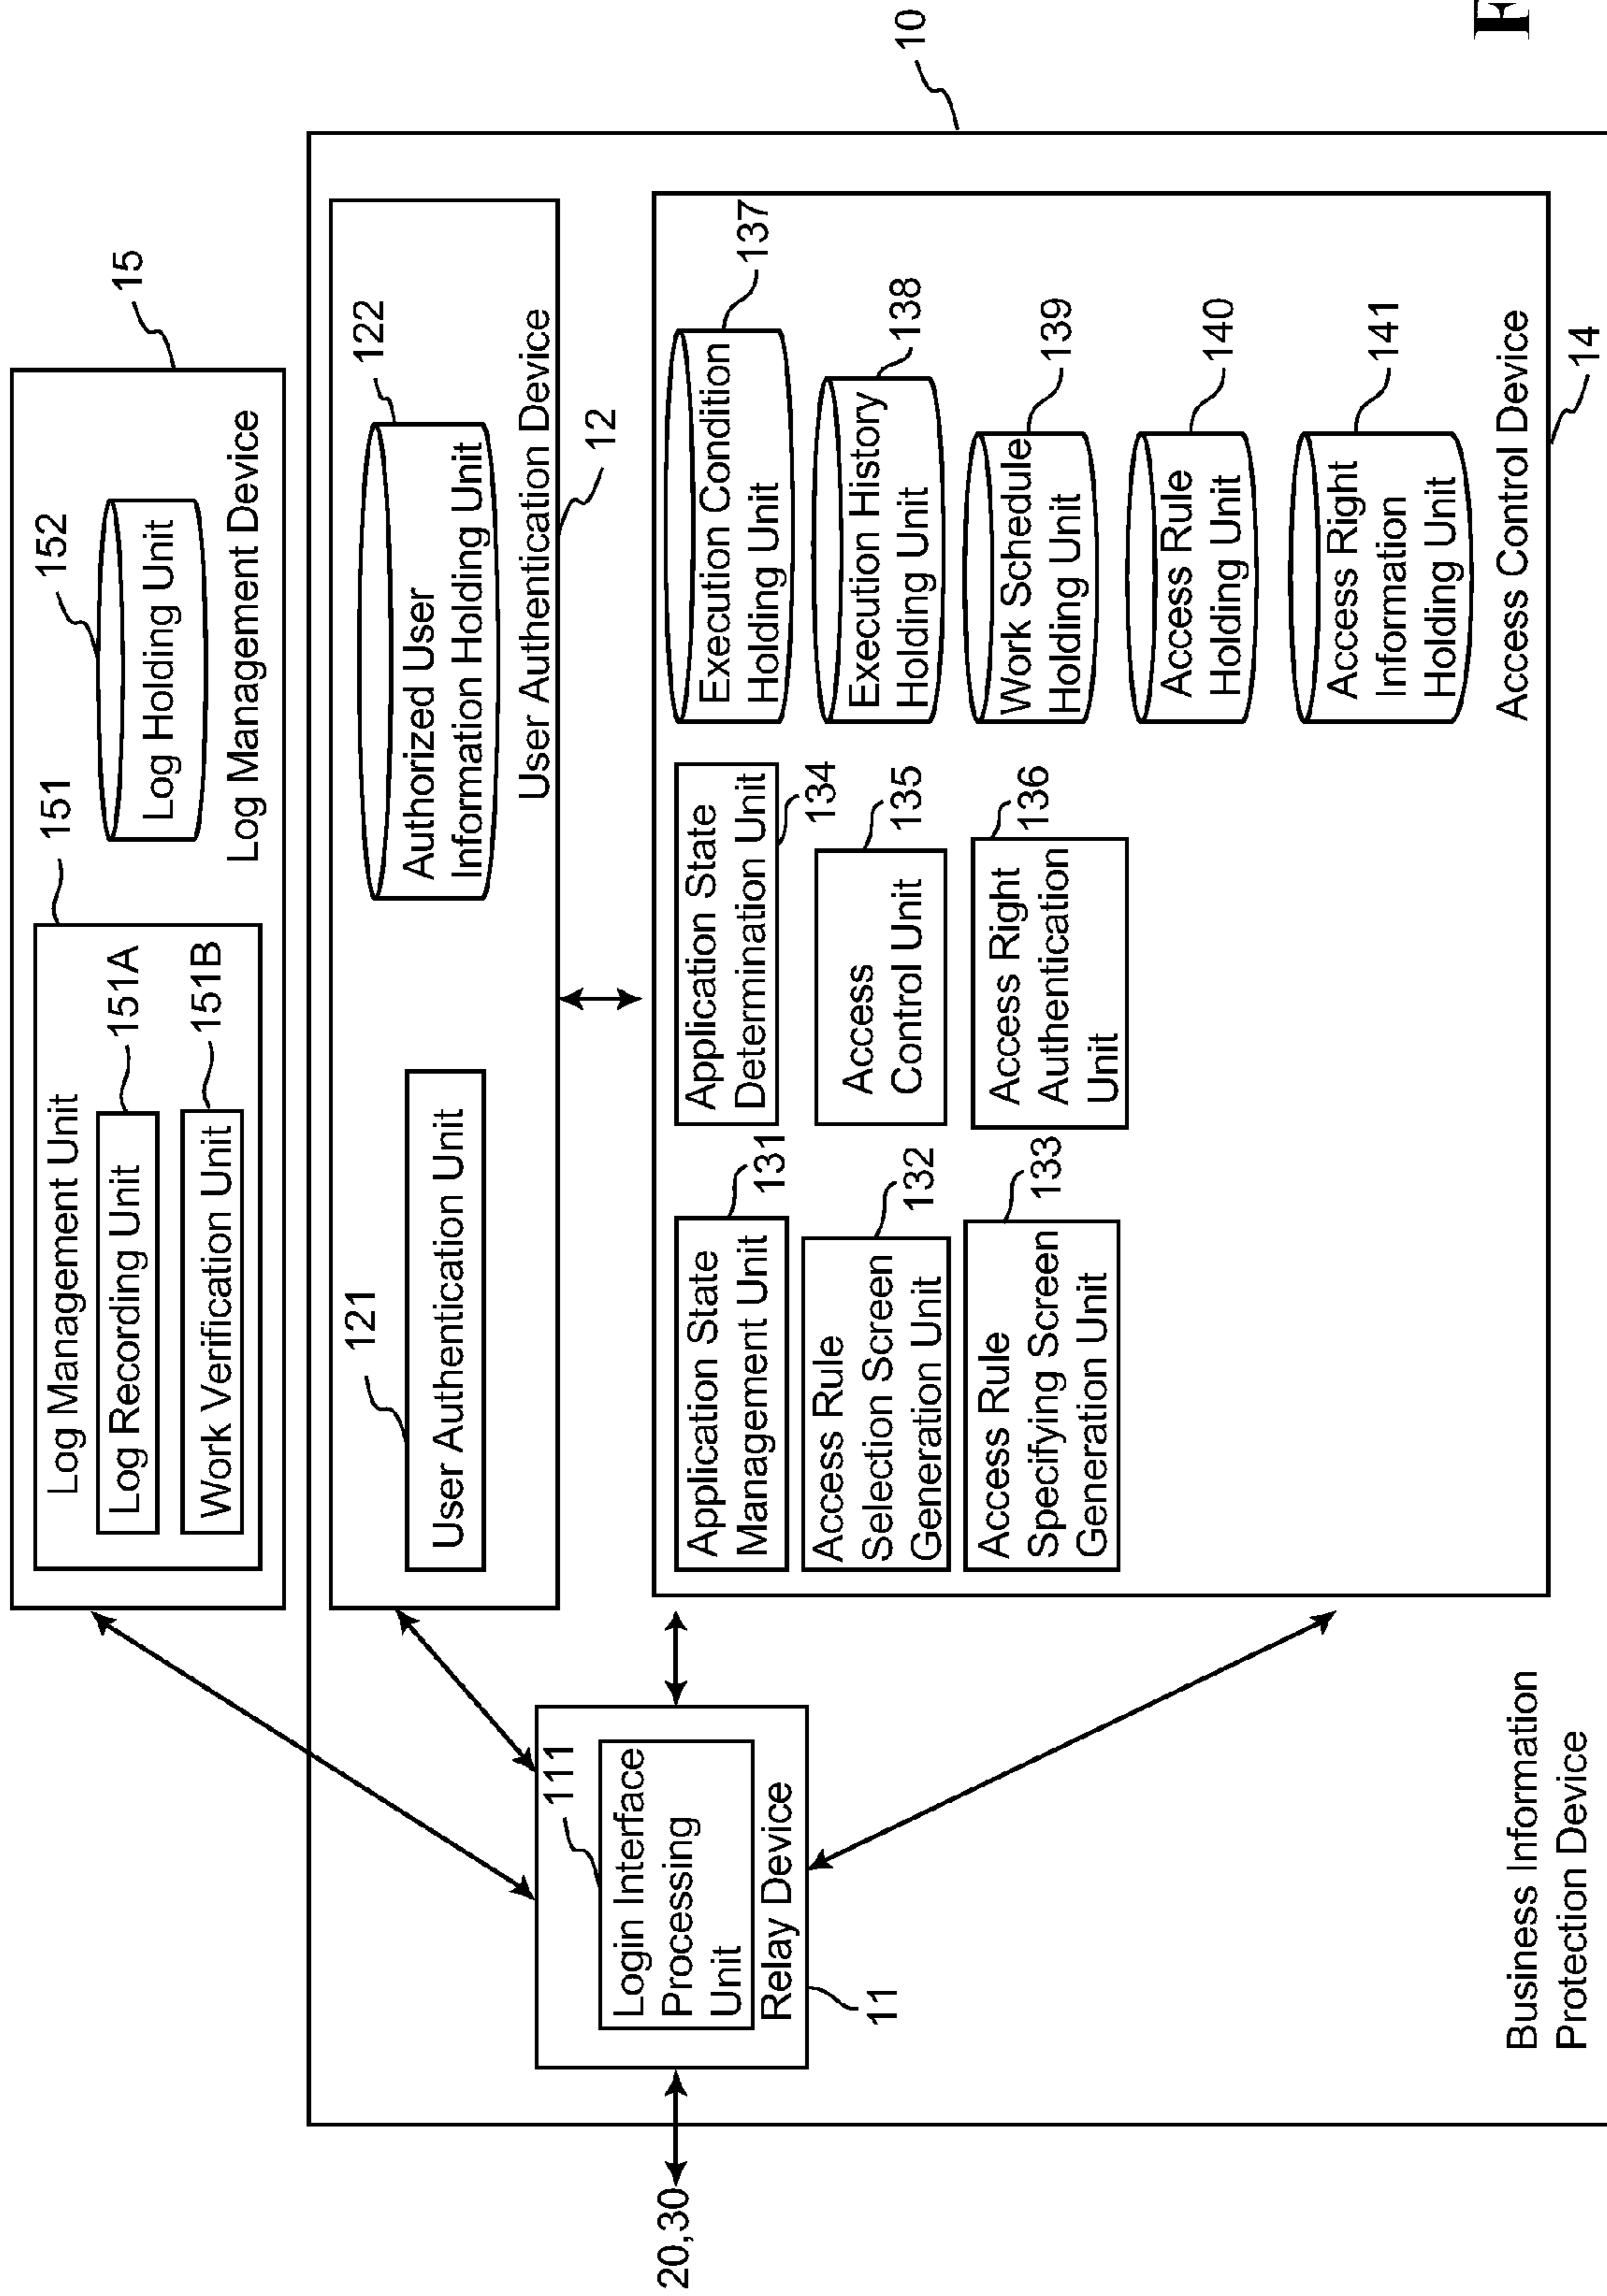 151
Log Management Unit
Log Recording Unit
151A
Work Verification Unit
151B
152
Log Holding Unit
Log Management Device
15
10
121
User Authentication Unit
122
Authorized User
Information Holding Unit
User Authentication Device
12
20,30
111
Login Interface
Processing
Unit
Relay Device
11
Application State
Management Unit
131
Access Rule
Selection Screen
Generation Unit
132
Access Rule
Specifying Screen
Generation Unit
133
Application State
Determination Unit
134
Access
Control Unit
135
Access Right
Authentication
Unit
136
Execution Condition
Holding Unit
137
Execution History
Holding Unit
138
Work Schedule
Holding Unit
139
Access Rule
Holding Unit
140
Access Right
Information
Holding Unit
141
Access Control Device
14
Business Information
Protection Device